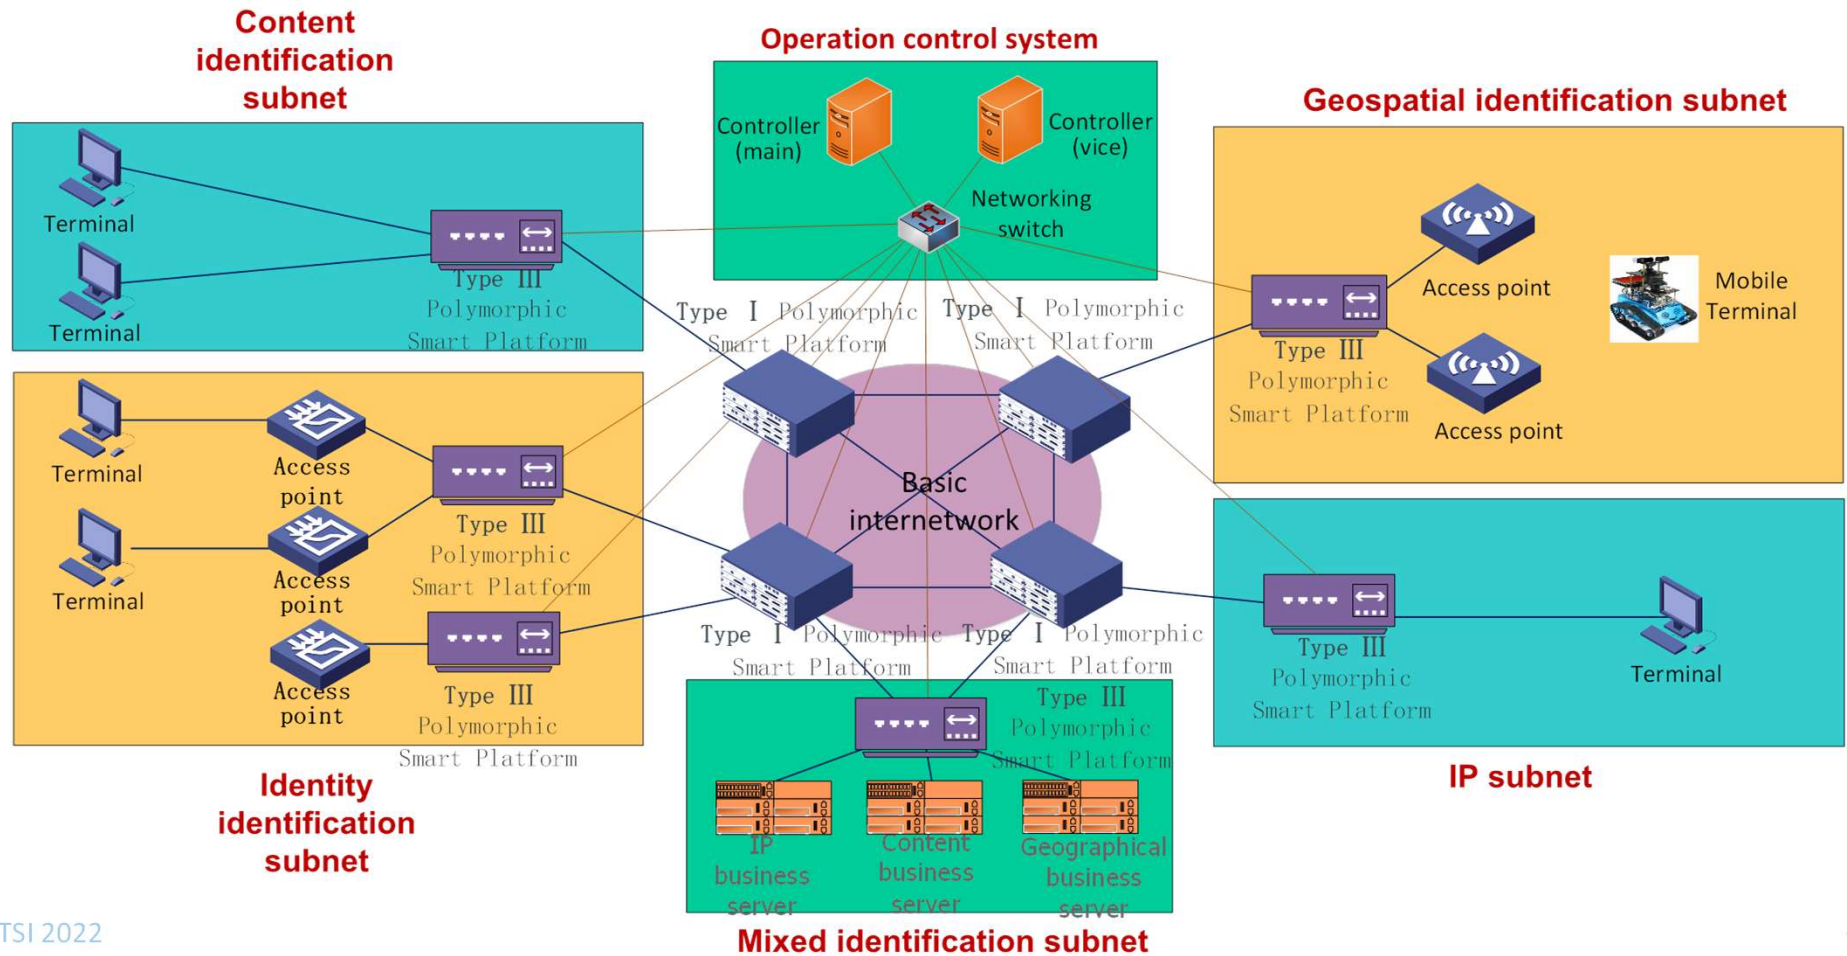 Content
identification
subnet
Terminal
Terminal
Type Ⅲ
Polymorphic
Smart Platform
Operation control system
Controller
(main)
Controller
(vice)
Networking
switch
Geospatial identification subnet
Access point
Access point
Mobile
Terminal
Type Ⅲ
Polymorphic
Smart Platform
Type Ⅰ Polymorphic
Smart Platform
Type Ⅰ Polymorphic
Smart Platform
Basic
internetwork
Type Ⅰ Polymorphic
Smart Platform
Type Ⅰ Polymorphic
Smart Platform
Terminal
Access
point
Type Ⅲ
Polymorphic
Smart Platform
Terminal
Access
point
Access
point
Type Ⅲ
Polymorphic
Smart Platform
Identity
identification
subnet
Type Ⅲ
Polymorphic
Smart Platform
Terminal
IP subnet
Type Ⅲ
Polymorphic
Smart Platform
IP
business
server
Content
business
server
Geographical
business
server
Mixed identification subnet
TSI 2022